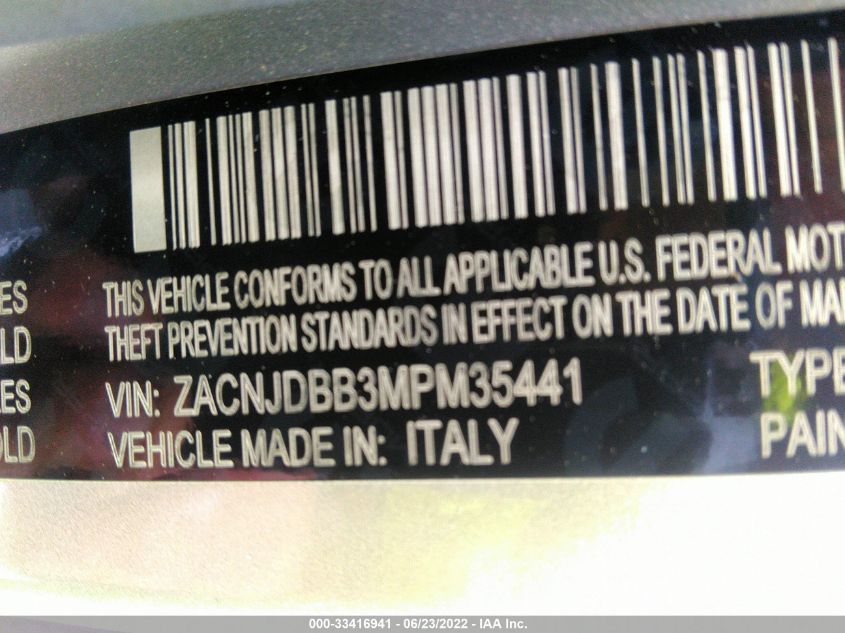 THIS VEHICLE CONFORMS TO ALL APPLICABLE U.S. FEDERAL MOT
ES
THEFT PREVENTION STANDARDS IN EFFECT ON THE DATE OF MA
LD
VIN: ZACNJDBB3MPM35441 TYPE
ES
VEHICLE MADE IN: ITALY PAIN
OLD
000-33416941 - 06/23/2022 - IAA Inc.